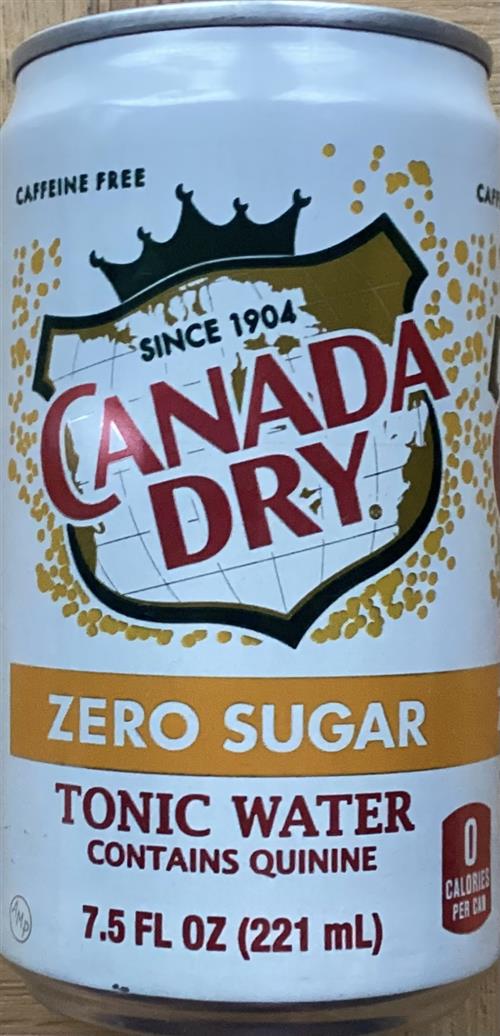 CAFFEINE FREE
SINCE 1904
CANADA
DRY
ZERO SUGAR
TONIC WATER
CONTAINS QUININE
0
CALORIES
PER CAN
7.5 FL OZ (221 mL)
AMP